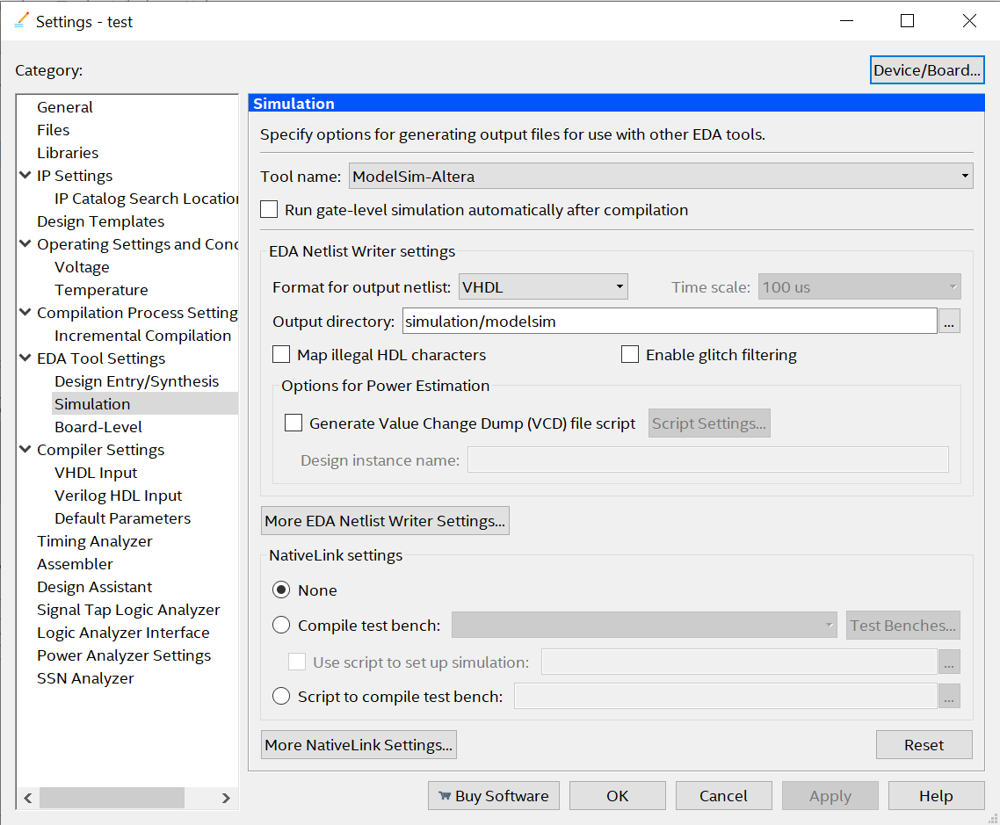 Settings - test
Category:
Device/Board...
General
Files
Libraries
IP Settings
IP Catalog Search Location
Design Templates
Operating Settings and Conc
Voltage
Temperature
Compilation Process Setting
Incremental Compilation
EDA Tool Settings
Design Entry/Synthesis
Simulation
Board-Level
Compiler Settings
VHDL Input
Verilog HDL Input
Default Parameters
Timing Analyzer
Assembler
Design Assistant
Signal Tap Logic Analyzer
Logic Analyzer Interface
Power Analyzer Settings
SSN Analyzer
Simulation
Specify options for generating output files for use with other EDA tools.
Tool name: ModelSim-Altera
Run gate-level simulation automatically after compilation
EDA Netlist Writer settings
Format for output netlist: VHDL Time scale: 100 us
Output directory: simulation/modelsim ...
Map illegal HDL characters Enable glitch filtering
Options for Power Estimation
Generate Value Change Dump (VCD) file script Script Settings...
Design instance name:
More EDA Netlist Writer Settings...
NativeLink settings
None
Compile test bench: Test Benches...
Use script to set up simulation: ...
Script to compile test bench: ...
More NativeLink Settings... Reset
Buy Software OK Cancel Apply Help